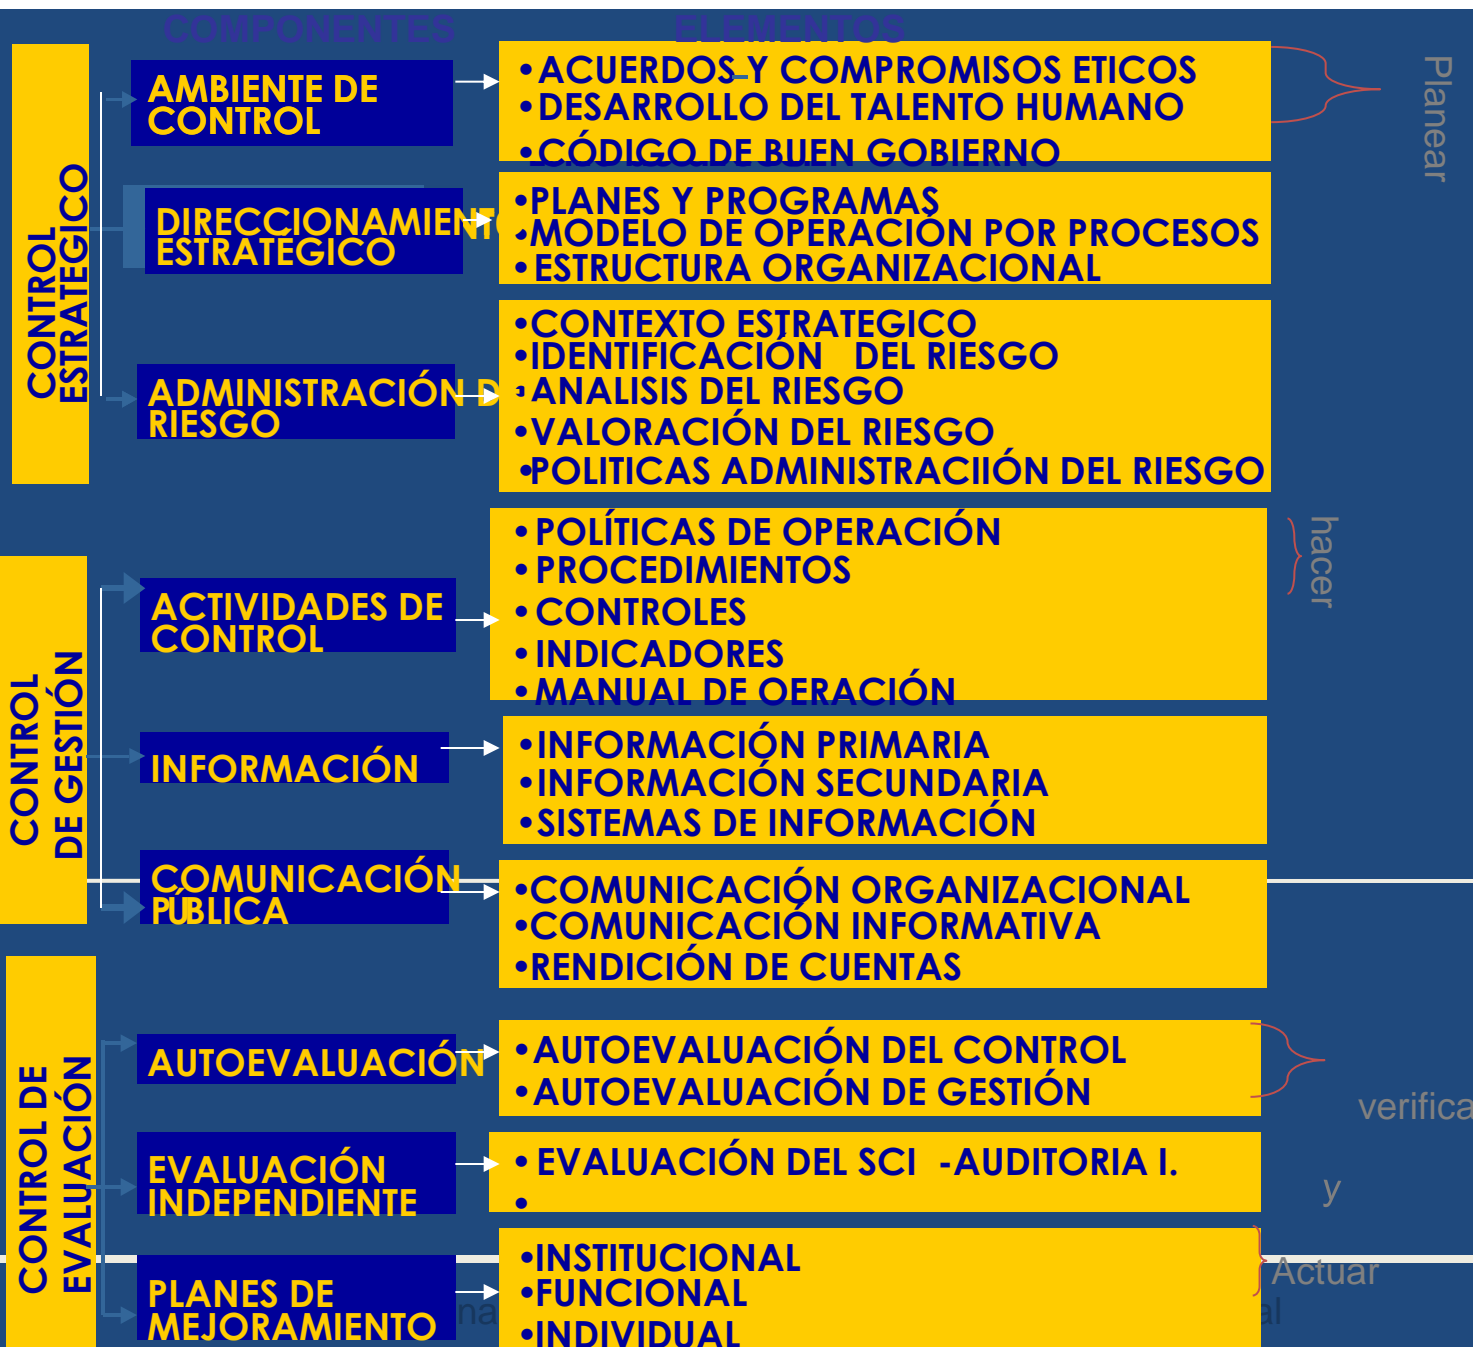 COMPONENTES
ELEMENTOS
CONTROL
ESTRATEGICO
AMBIENTE DE
CONTROL
•ACUERDOS Y COMPROMISOS ETICOS
•DESARROLLO DEL TALENTO HUMANO
•CÓDIGO DE BUEN GOBIERNO
Planear
DIRECCIONAMIENTO
ESTRATÉGICO
•PLANES Y PROGRAMAS
•MODELO DE OPERACIÓN POR PROCESOS
•ESTRUCTURA ORGANIZACIONAL
ADMINISTRACIÓN D
RIESGO
•CONTEXTO ESTRATEGICO
•IDENTIFICACIÓN DEL RIESGO
•ANALISIS DEL RIESGO
•VALORACIÓN DEL RIESGO
•POLITICAS ADMINISTRACIIÓN DEL RIESGO
CONTROL
DE GESTIÓN
ACTIVIDADES DE
CONTROL
•POLÍTICAS DE OPERACIÓN
•PROCEDIMIENTOS
•CONTROLES
•INDICADORES
•MANUAL DE OERACIÓN
hacer
INFORMACIÓN
•INFORMACIÓN PRIMARIA
•INFORMACIÓN SECUNDARIA
•SISTEMAS DE INFORMACIÓN
COMUNICACIÓN
PÚBLICA
•COMUNICACIÓN ORGANIZACIONAL
•COMUNICACIÓN INFORMATIVA
•RENDICIÓN DE CUENTAS
CONTROL DE
EVALUACIÓN
AUTOEVALUACIÓN
•AUTOEVALUACIÓN DEL CONTROL
•AUTOEVALUACIÓN DE GESTIÓN
verifica
EVALUACIÓN
INDEPENDIENTE
•EVALUACIÓN DEL SCI -AUDITORIA I.
•
y
PLANES DE
MEJORAMIENTO
•INSTITUCIONAL
•FUNCIONAL
•INDIVIDUAL
Actuar